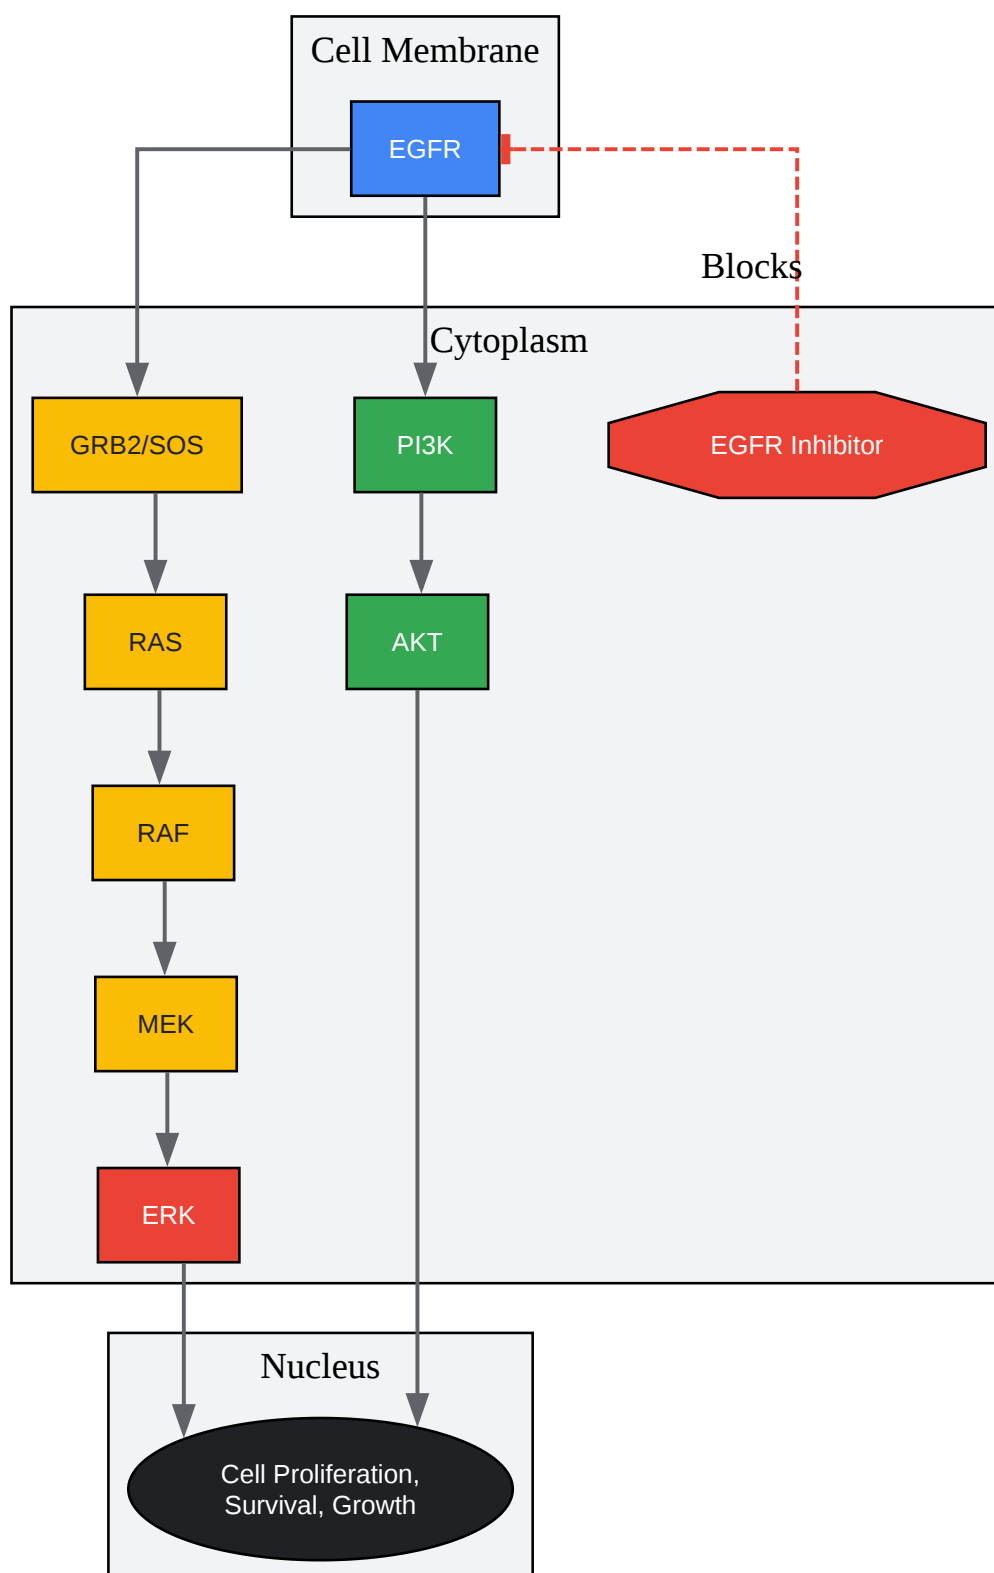 Cell Membrane
EGFR
Blocks
Cytoplasm
GRB2/SOS
PI3K
EGFR Inhibitor
RAS
AKT
RAF
MEK
ERK
Nucleus
Cell Proliferation,
Survival, Growth